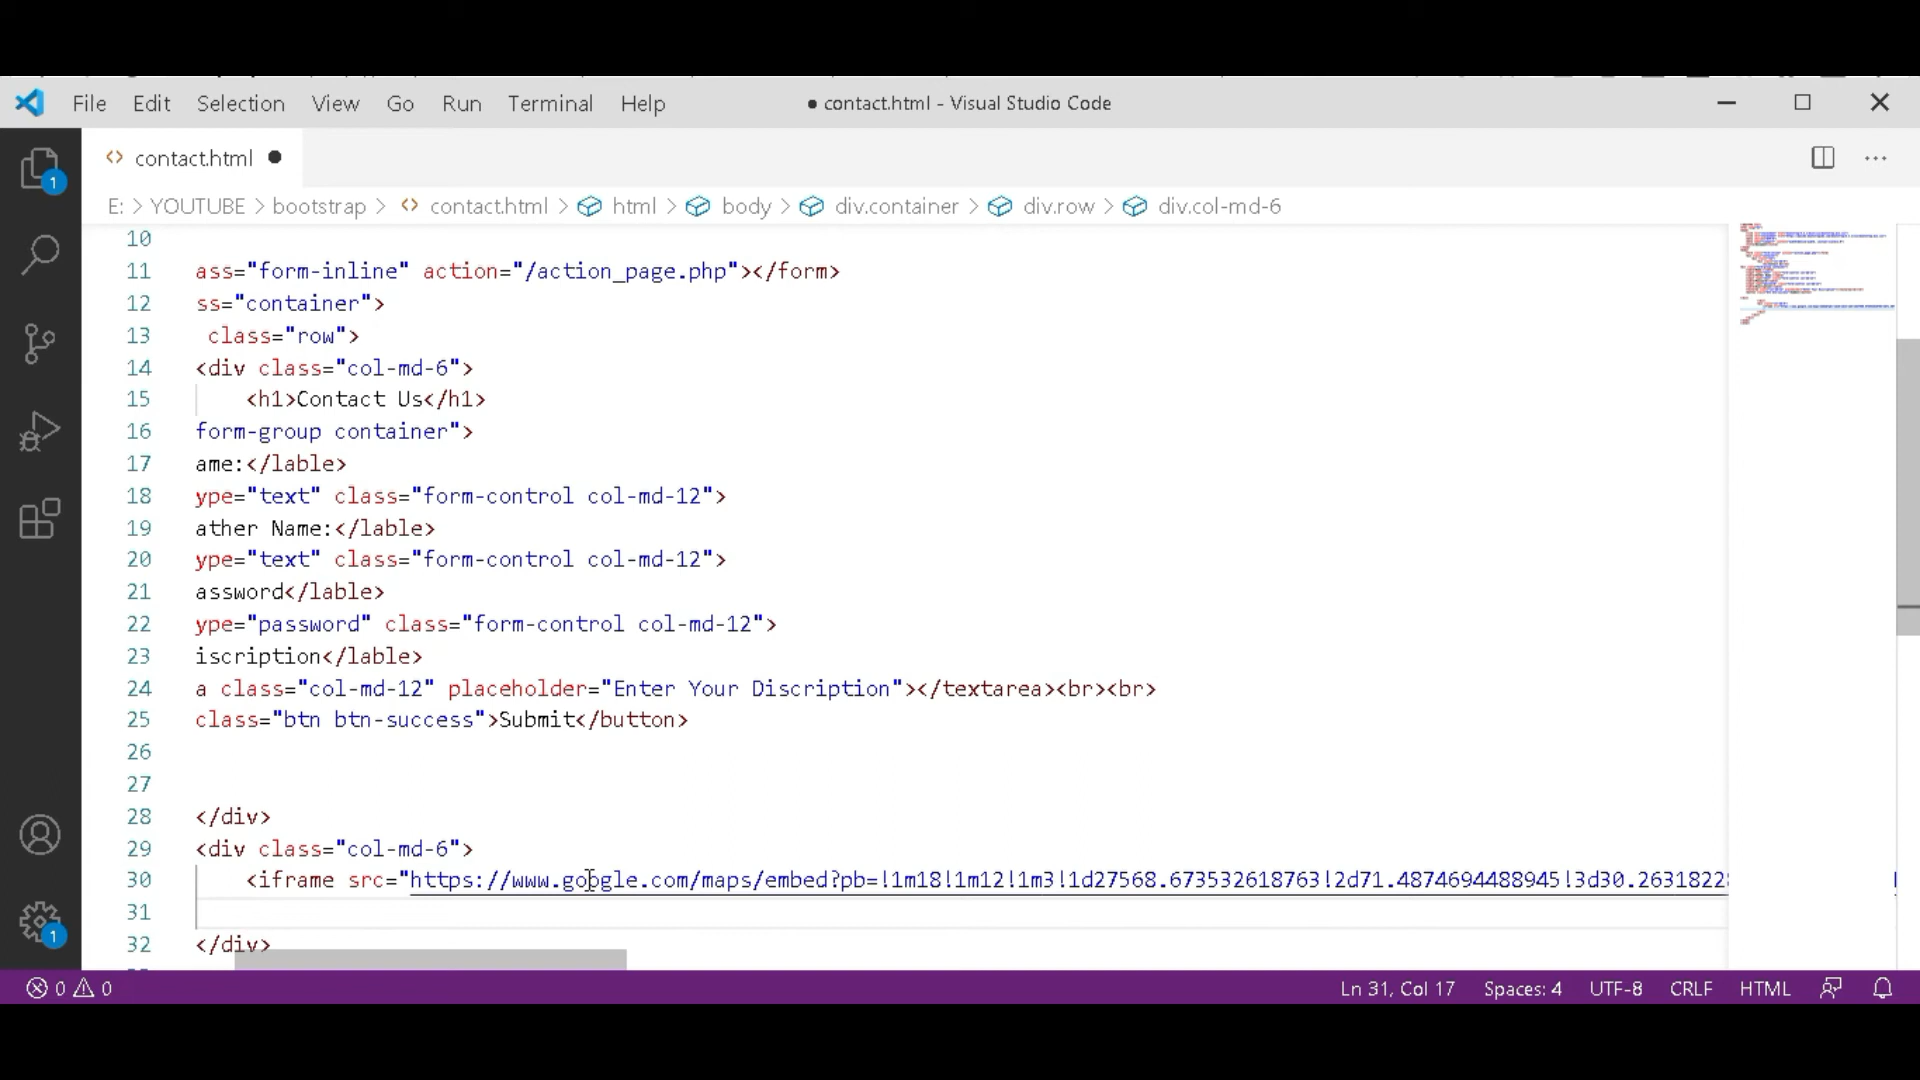 File Edit Selection View Go Run Terminal Help ● contact.html - Visual Studio Code
contact.html
E: > YOUTUBE > bootstrap > contact.html > html > body > div.container > div.row > div.col-md-6
10
11 ass="form-inline" action="/action_page.php"></form>
12 ss="container">
13 class="row">
14 <div class="col-md-6">
15 <h1>Contact Us</h1>
16 form-group container">
17 ame:</lable>
18 ype="text" class="form-control col-md-12">
19 ather Name:</lable>
20 ype="text" class="form-control col-md-12">
21 assword</lable>
22 ype="password" class="form-control col-md-12">
23 iscription</lable>
24 a class="col-md-12" placeholder="Enter Your Discription"></textarea><br><br>
25 class="btn btn-success">Submit</button>
26
27
28 </div>
29 <div class="col-md-6">
30 <iframe src="https://www.google.com/maps/embed?pb=!1m18!1m12!1m3!1d27568.673532618763!2d71.4874694488945!3d30.2631822
31
32 </div>
1
1
0 0 Ln 31, Col 17 Spaces: 4 UTF-8 CRLF HTML